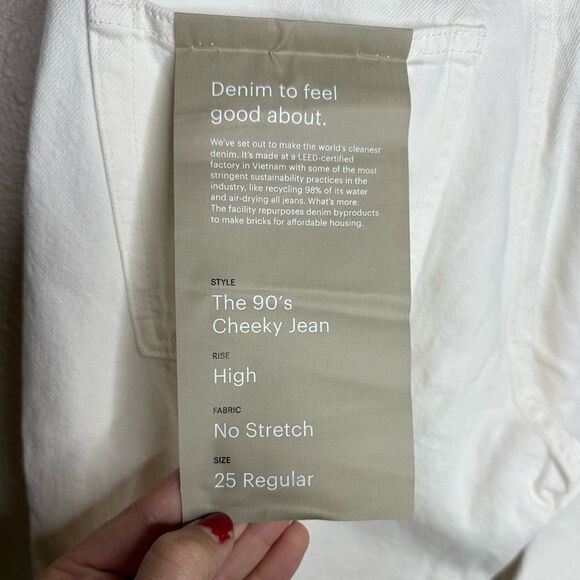 Denim to feel
good about.
We've set out to make the world's cleanest
denim. It's made at a LEED-certified
factory in Vietnam with some of the most
stringent sustainability practices in the
industry, like recycling 98% of its water
and air-drying all jeans. What's more:
The facility repurposes denim byproducts
to make bricks for affordable housing.
STYLE
The 90's
Cheeky Jean
RISE
High
FABRIC
No Stretch
SIZE
25 Regular